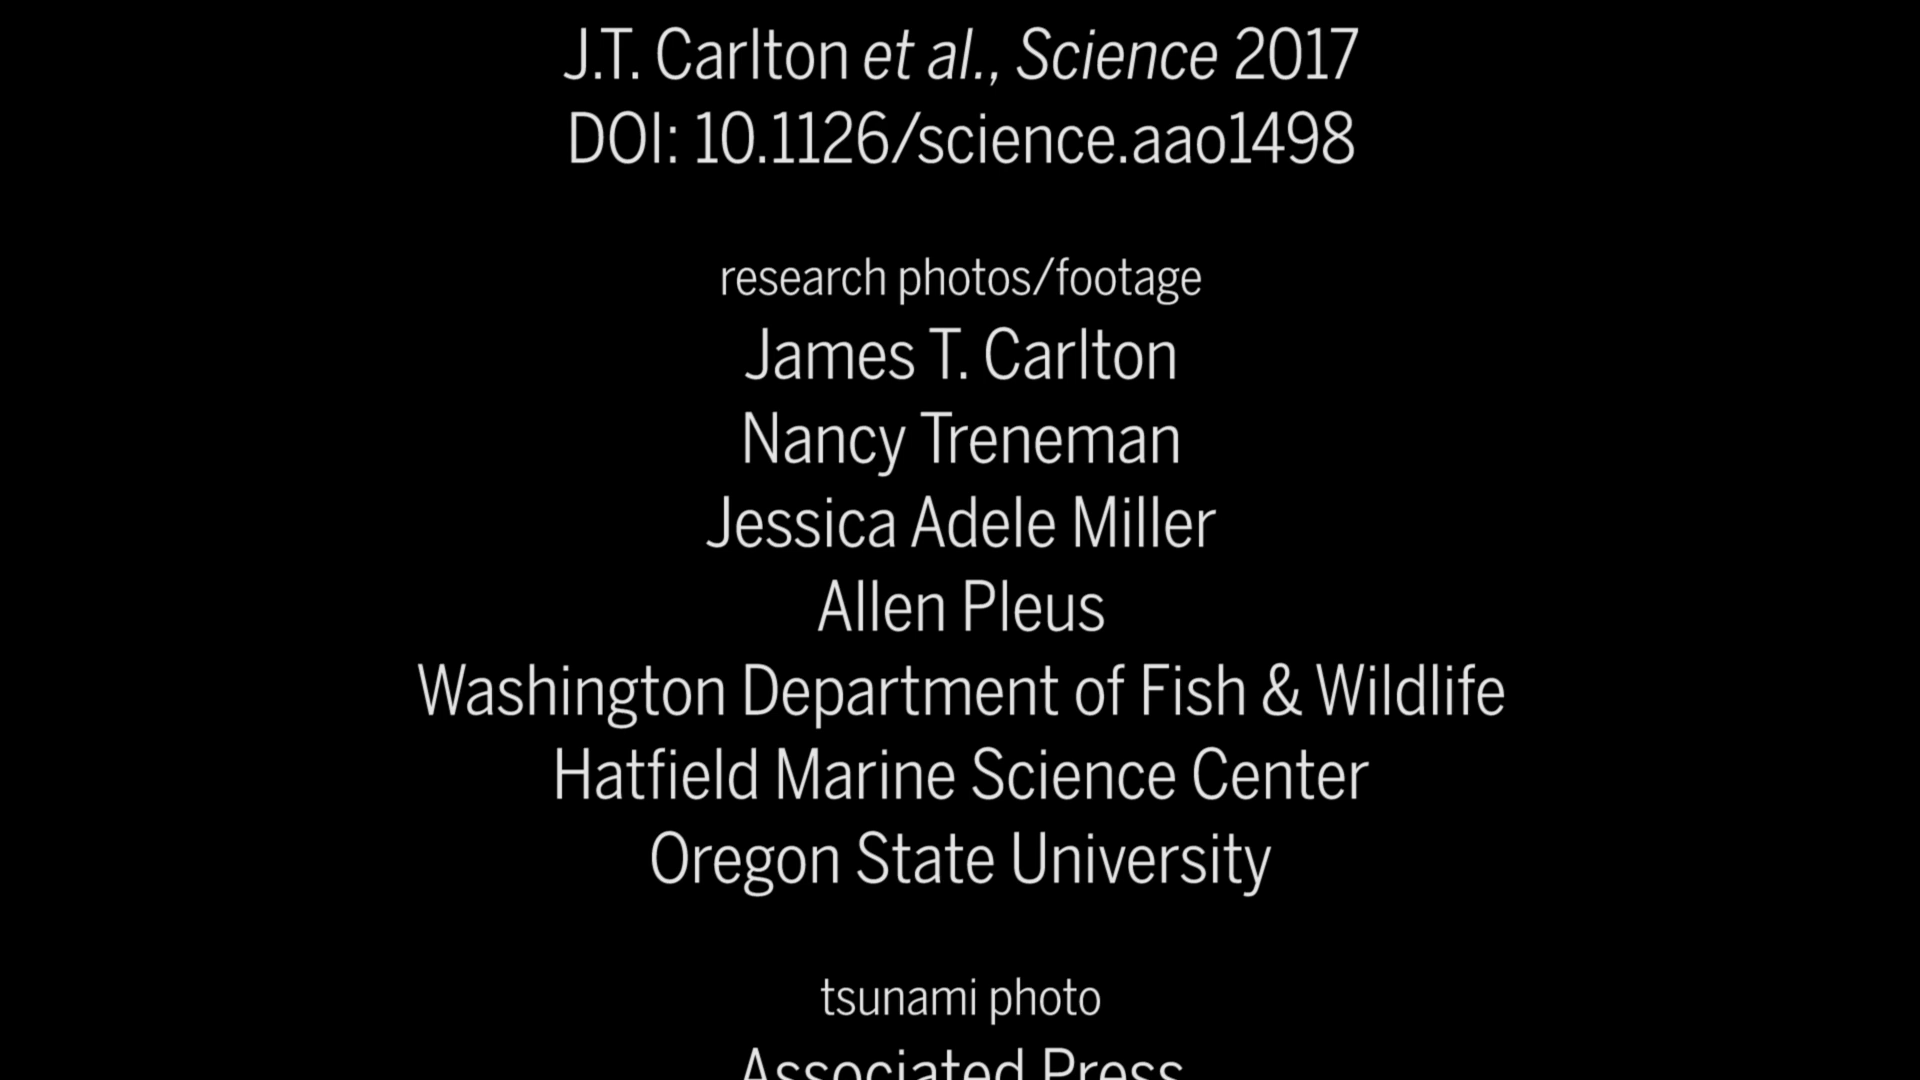 J.T. Carlton et al., Science 2017
DOI: 10.1126/science.aao1498
research photos/footage
James T. Carlton
Nancy Treneman
Jessica Adele Miller
Allen Pleus
Washington Department of Fish & Wildlife
Hatfield Marine Science Center
Oregon State University
tsunami photo
Associated Press